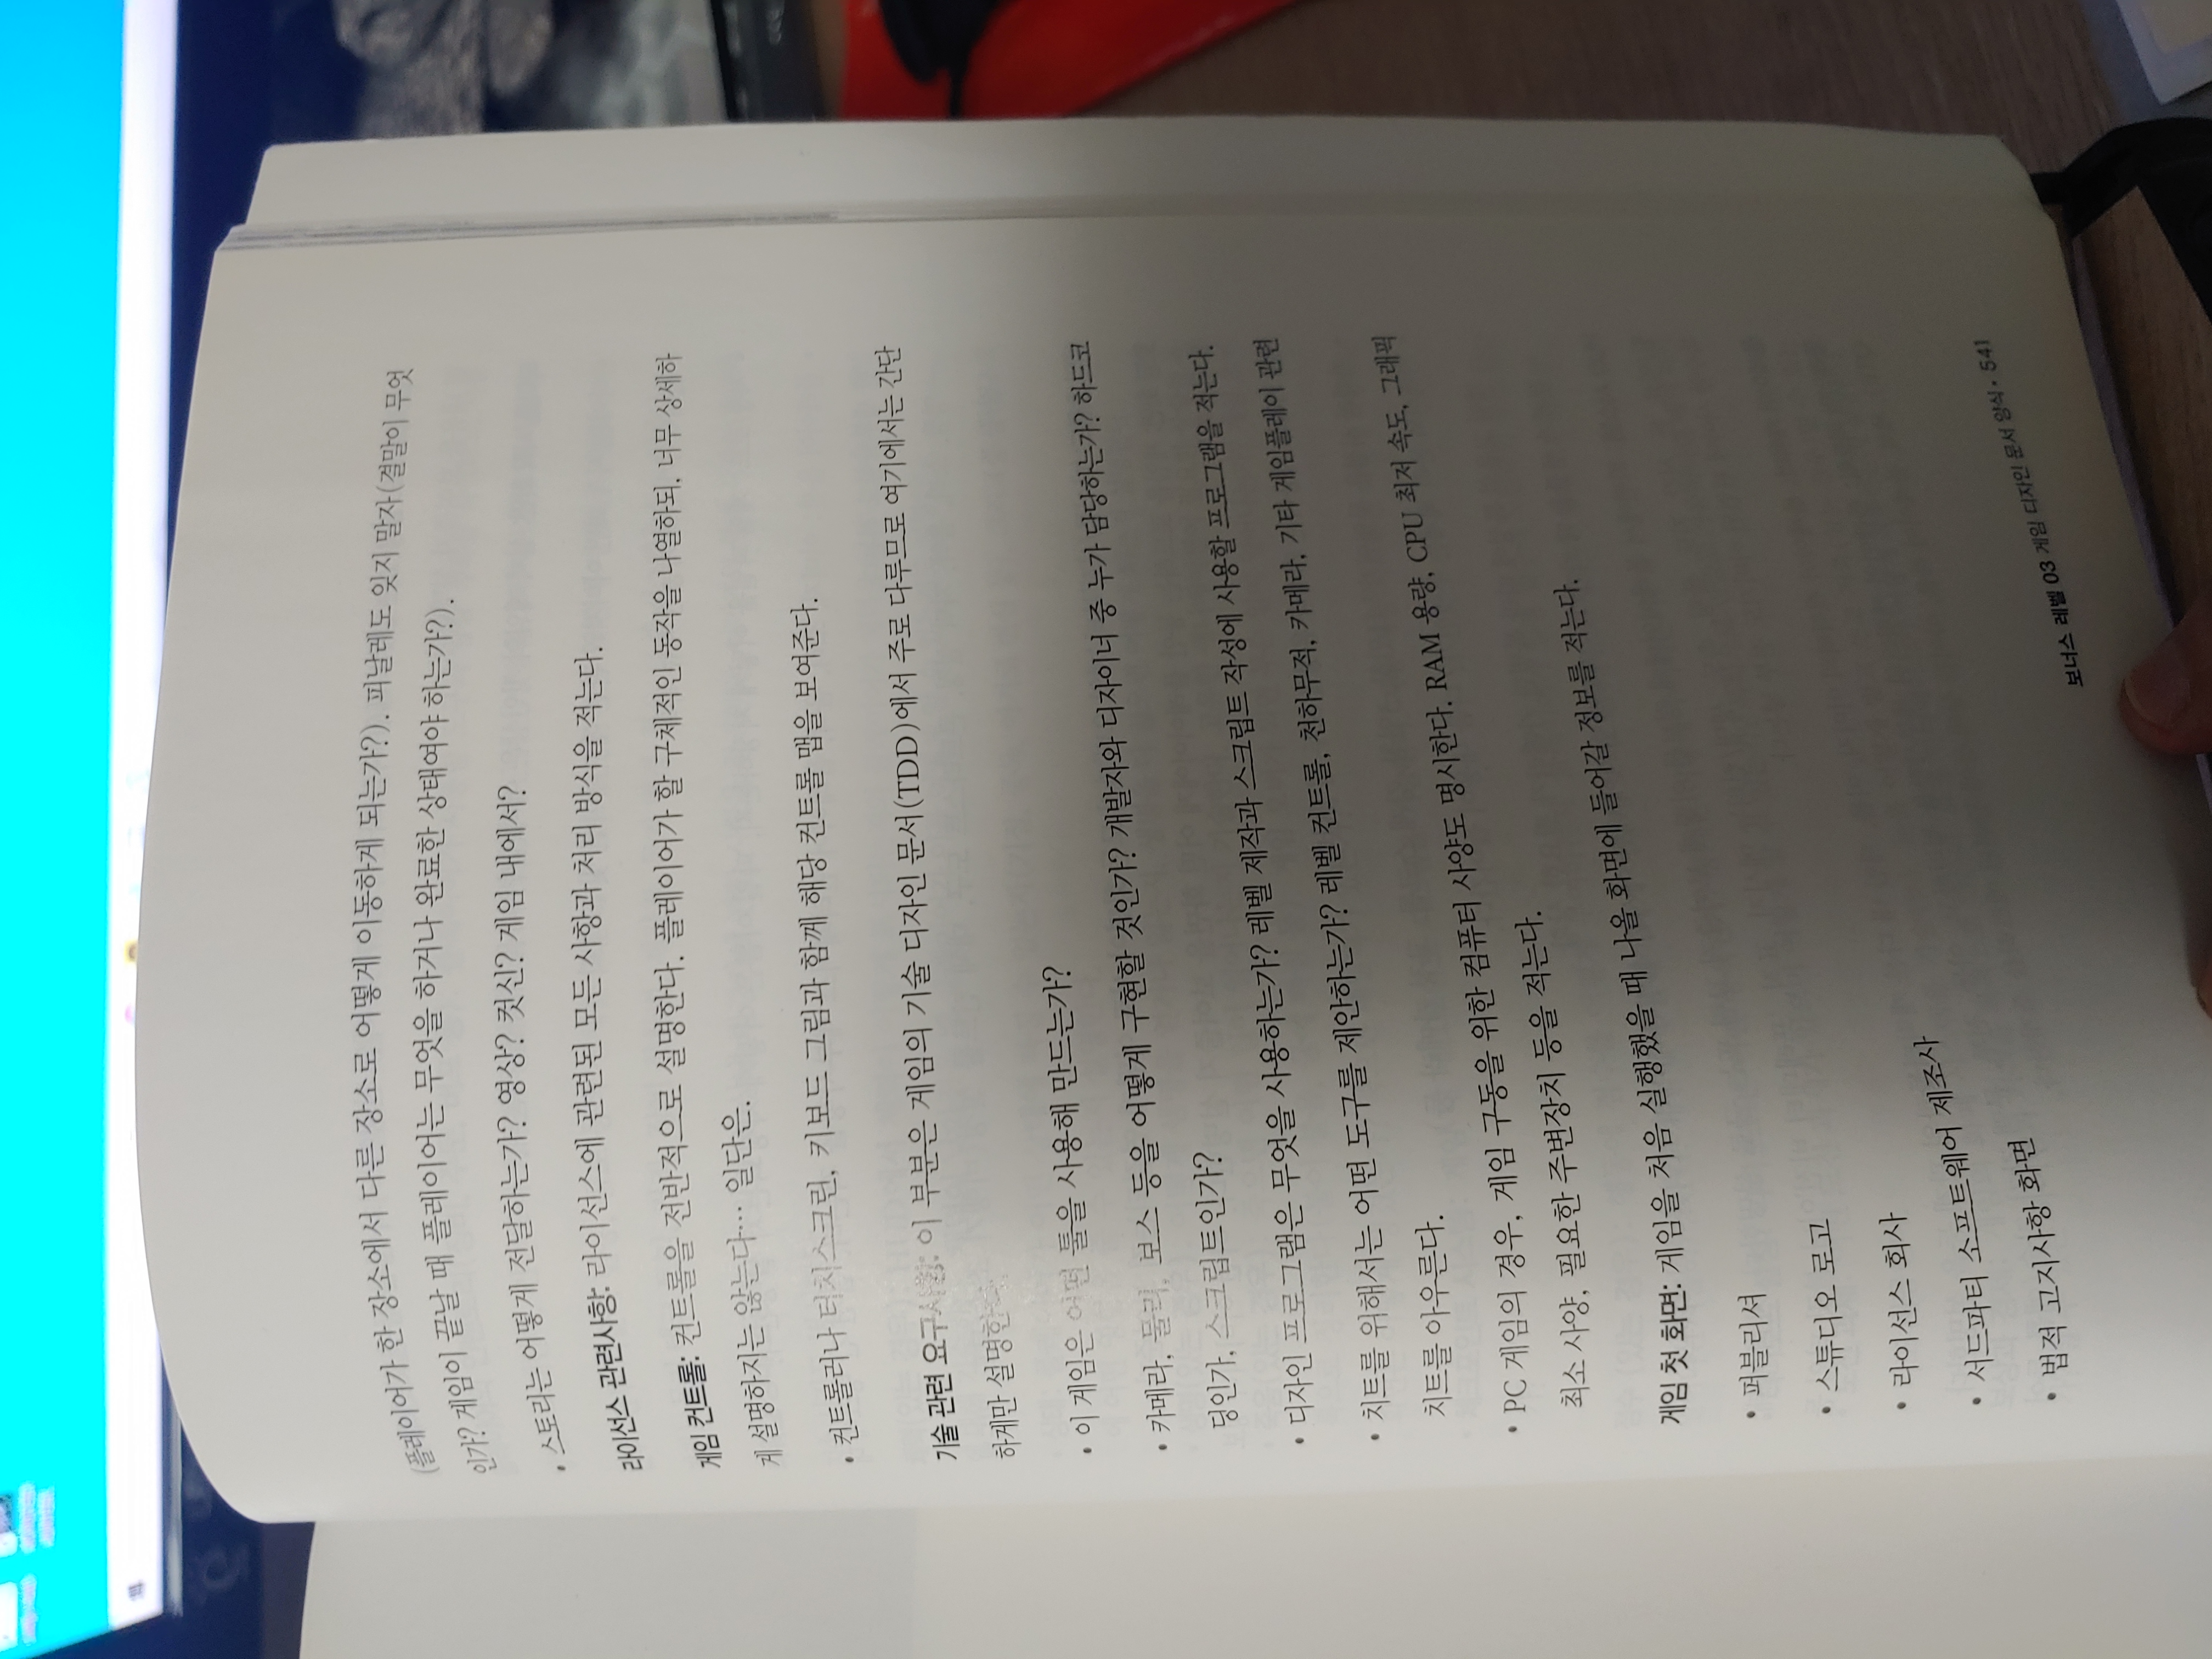 (플레이어가 한 장소에서 다른 장소로 어떻게 이동하게 되는가?). 피날레도 잊지 말자(결말이 무엇
인가? 게임이 끝날 때 플레이어는 무엇을 하거나 완료한 상태여야 하는가?).
• 스토리는 어떻게 전달하는가? 영상? 컷신? 게임 내에서?
라이선스 관련사항: 라이선스에 관련된 모든 사항과 처리 방식을 적는다.
게임 컨트롤: 컨트롤을 전반적으로 설명한다. 플레이어가 할 구체적인 동작을 나열하되, 너무 상세하
게 설명하지는 않는다… 일단은.
• 컨트롤러나 터치스크린, 키보드 그림과 함께 해당 컨트롤 맵을 보여준다.
기술 관련 요구사항: 이 부분은 게임의 기술 디자인 문서(TDD)에서 주로 다루므로 여기에서는 간단
하게만 설명한다.
• 이 게임은 어떤 툴을 사용해 만드는가?
• 카메라, 물리, 보스 등을 어떻게 구현할 것인가? 개발자와 디자이너 중 누가 담당하는가? 하드코
딩인가, 스크립트인가?
• 디자인 프로그램은 무엇을 사용하는가? 레벨 제작과 스크립트 작성에 사용할 프로그램을 적는다.
• 치트를 위해서는 어떤 도구를 제안하는가? 레벨 컨트롤, 천하무적, 카메라, 기타 게임플레이 관련
치트를 아우른다.
• PC 게임의 경우, 게임 구동을 위한 컴퓨터 사양도 명시한다. RAM 용량, CPU 최저 속도, 그래픽
최소 사양, 필요한 주변장치 등을 적는다.
게임 첫 화면: 게임을 처음 실행했을 때 나올 화면에 들어갈 정보를 적는다.
• 퍼블리셔
• 스튜디오 로고
• 라이선스 회사
• 서드파티 소프트웨어 제조사
• 법적 고지사항 화면
보너스 레벨 03 게임 디자인 문서 양식 • 541